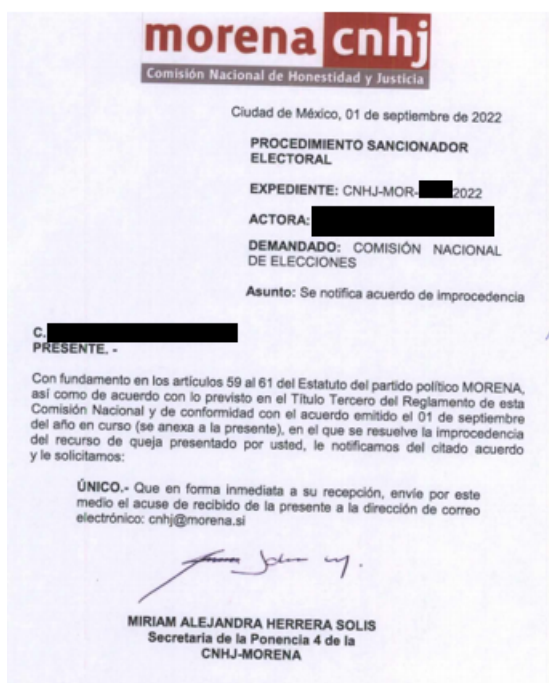 morena cnhj
Comisión Nacional de Honestidad y Justicia
Ciudad de México, 01 de septiembre de 2022
PROCEDIMIENTO SANCIONADOR
ELECTORAL
EXPEDIENTE: CNHJ-MOR- 2022
ACTORA:
DEMANDADO: COMISIÓN NACIONAL
DE ELECCIONES
Asunto: Se notifica acuerdo de improcedencia
C.
PRESENTE. -
Con fundamento en los artículos 59 al 61 del Estatuto del partido político MORENA,
así como de acuerdo con lo previsto en el Título Tercero del Reglamento de esta
Comisión Nacional y de conformidad con el acuerdo emitido el 01 de septiembre
del año en curso (se anexa a la presente), en el que se resuelve la improcedencia
del recurso de queja presentado por usted, le notificamos del citado acuerdo
y le solicitamos:
ÚNICO.- Que en forma inmediata a su recepción, envíe por este
medio el acuse de recibido de la presente a la dirección de correo
electrónico: cnhj@morena.si
MIRIAM ALEJANDRA HERRERA SOLIS
Secretaria de la Ponencia 4 de la
CNHJ-MORENA